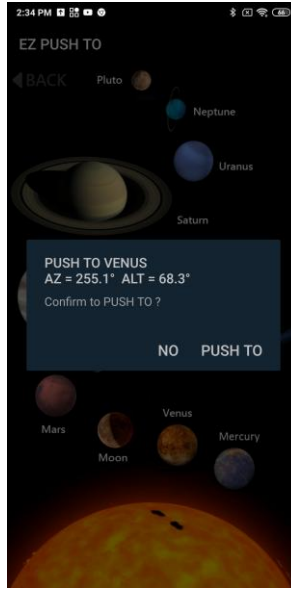 2:34 PM
66
EZ PUSH TO
BACK
Pluto
Neptune
Uranus
Saturn
PUSH TO VENUS
AZ = 255.1° ALT = 68.3°
Confirm to PUSH TO ?
NO PUSH TO
Mars
Moon
Venus
Mercury